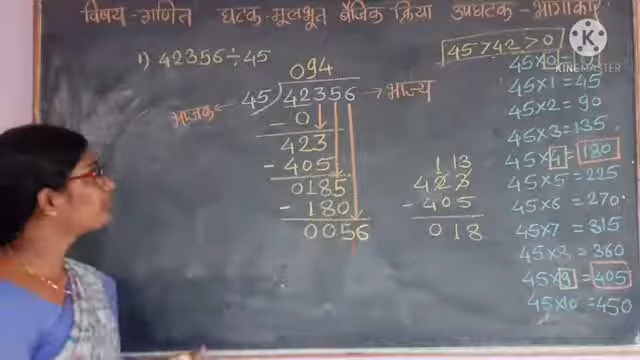 विषय - गणित घटक - मूलभूत बैजिक क्रिया उपघटक - भागाकार
1) 42356 ÷ 45
45 > 42 > 0
094
भाजक ← 45 ) 42356 → भाज्य
- 0
423
- 405
0185
- 180
0056
1 13
423
- 405
018
45 × 0 =
45 × 1 = 45
45 × 2 = 90
45 × 3 = 135
45 × 4 = 180
45 × 5 = 225
45 × 6 = 270
45 × 7 = 315
45 × 8 = 360
45 × 9 = 405
45 × 10 = 450
KINEMASTER